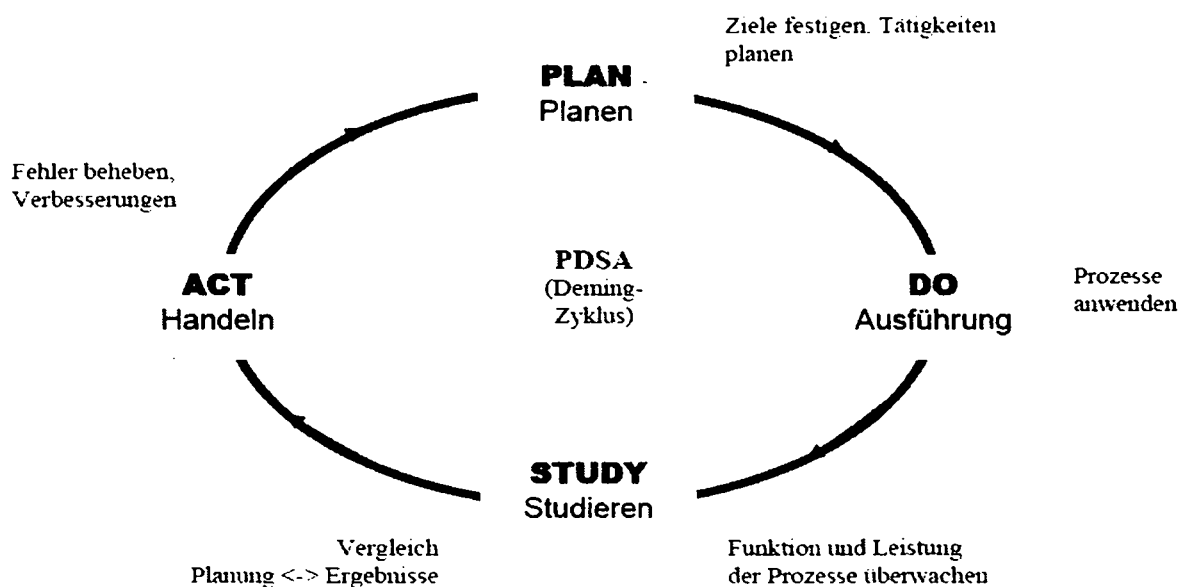 Ziele festigen. Tätigkeiten
planen
PLAN
Planen
Fehler beheben,
Verbesserungen
PDSA
(Deming-
Zyklus)
ACT
Handeln
DO
Ausführung
Prozesse
anwenden
STUDY
Studieren
Vergleich
Planung <-> Ergebnisse
Funktion und Leistung
der Prozesse überwachen